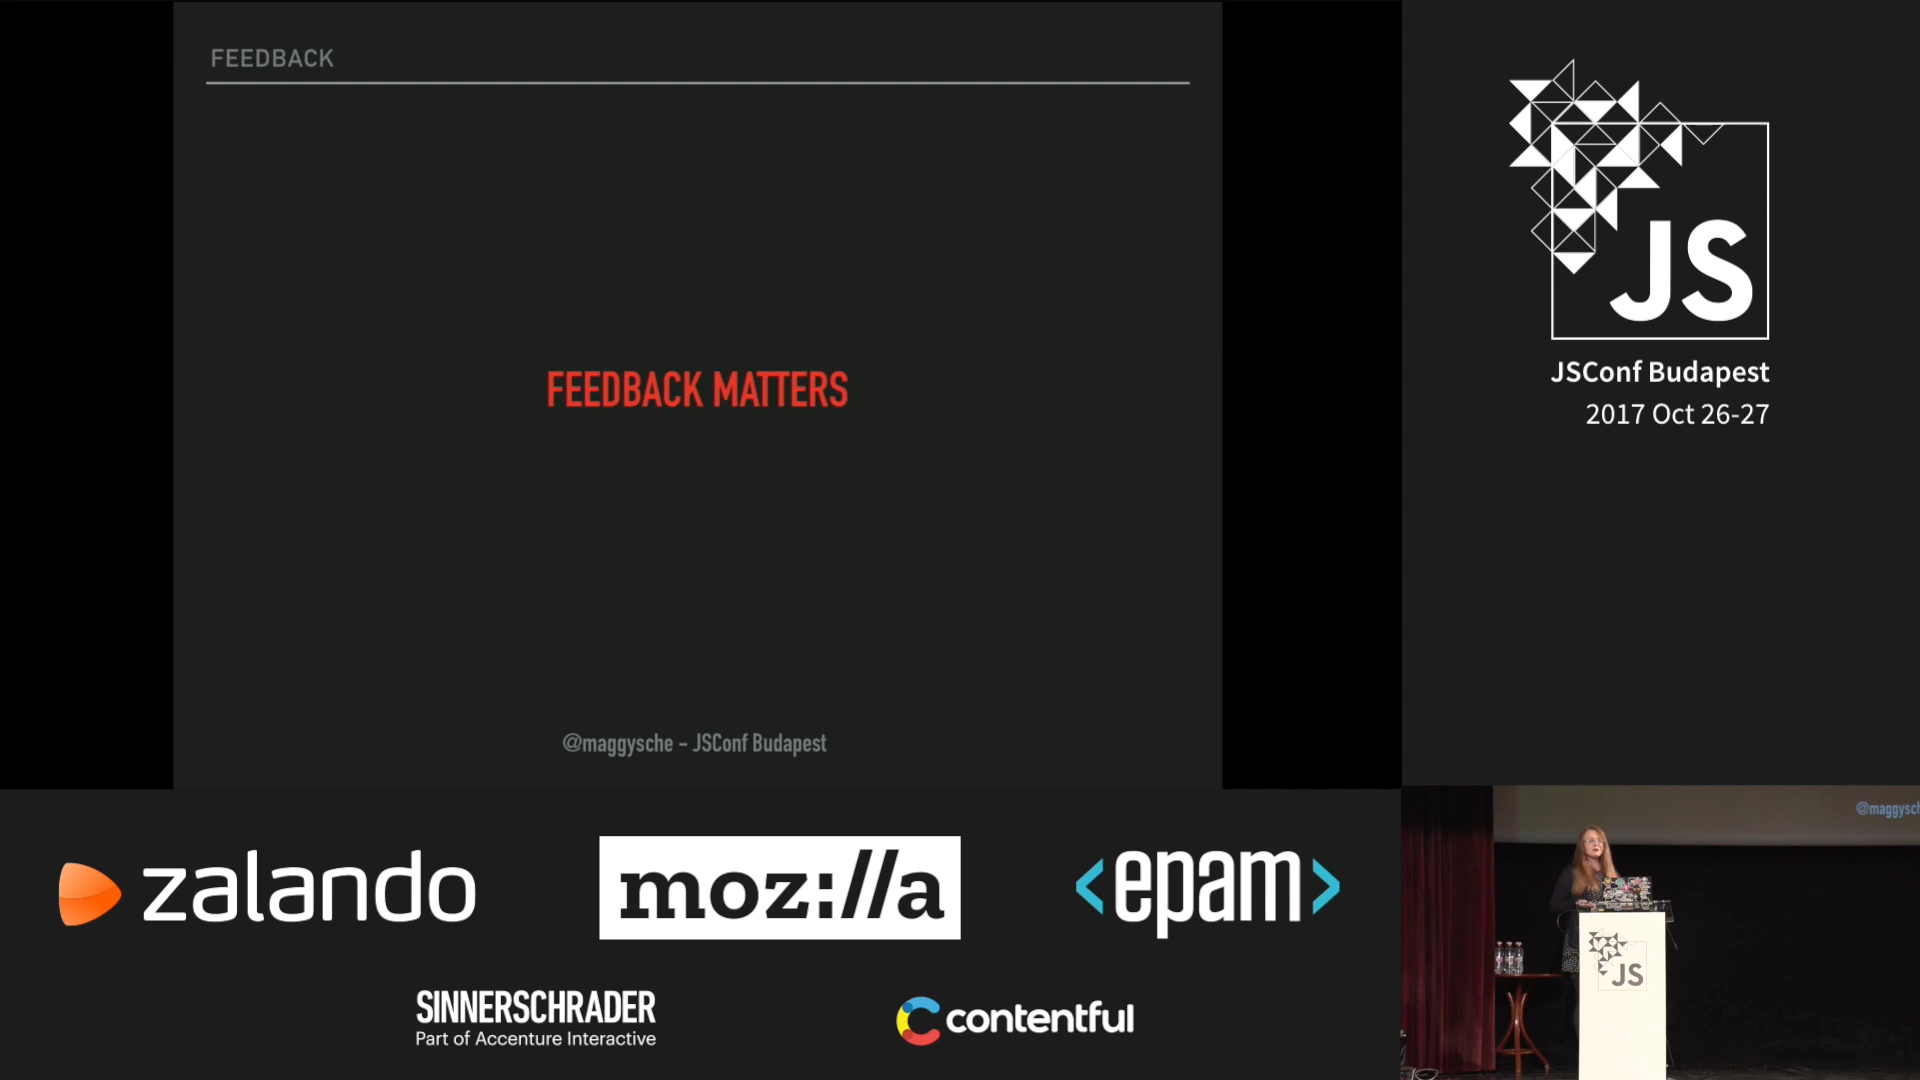 FEEDBACK
FEEDBACK MATTERS
@maggysche - JSConf Budapest
JS
JSConf Budapest
2017 Oct 26-27
zalando
moz://a
<epam>
SINNERSCHRADER
Part of Accenture Interactive
contentful
@maggysch
JS